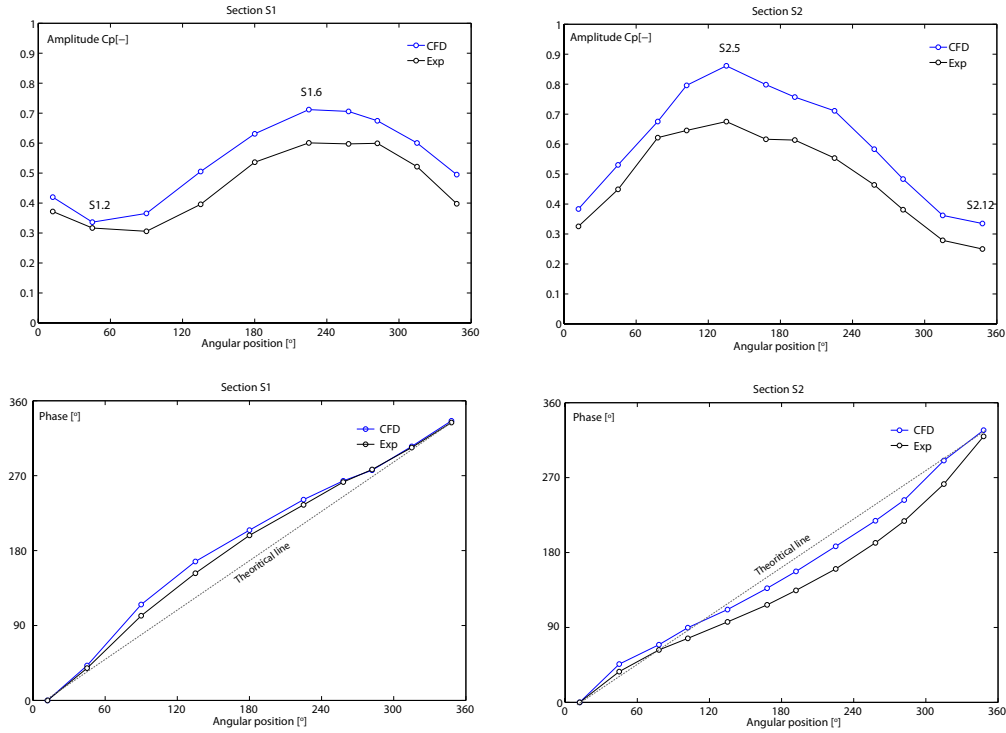 Section S1
Amplitude Cp[−]
CFD
Exp
S1.2
S1.6
1
0.9
0.8
0.7
0.6
0.5
0.4
0.3
0.2
0.1
0
0 60 120 180 240 300 360
Angular position [°]
Section S2
Amplitude Cp[−]
CFD
Exp
S2.5
S2.12
1
0.9
0.8
0.7
0.6
0.5
0.4
0.3
0.2
0.1
0
0 60 120 180 240 300 360
Angular position [°]
Section S1
Phase [°]
CFD
Exp
Theoritical line
360
270
180
90
0
0 60 120 180 240 300 360
Angular position [°]
Section S2
Phase [°]
CFD
Exp
Theoritical line
360
270
180
90
0
0 60 120 180 240 300 360
Angular position [°]